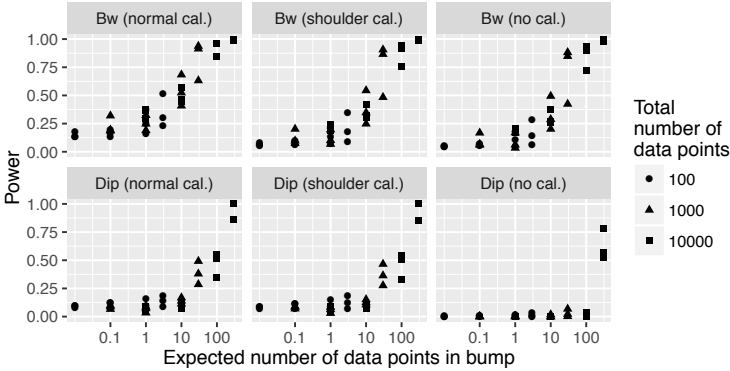 Bw (normal cal.) Bw (shoulder cal.) Bw (no cal.)
1.00
0.75
0.50
0.25
0.00
Dip (normal cal.) Dip (shoulder cal.) Dip (no cal.)
1.00
0.75
0.50
0.25
0.00
0.1 1 10 100 0.1 1 10 100 0.1 1 10 100
Power
Expected number of data points in bump
Total
number of
data points
100
1000
10000